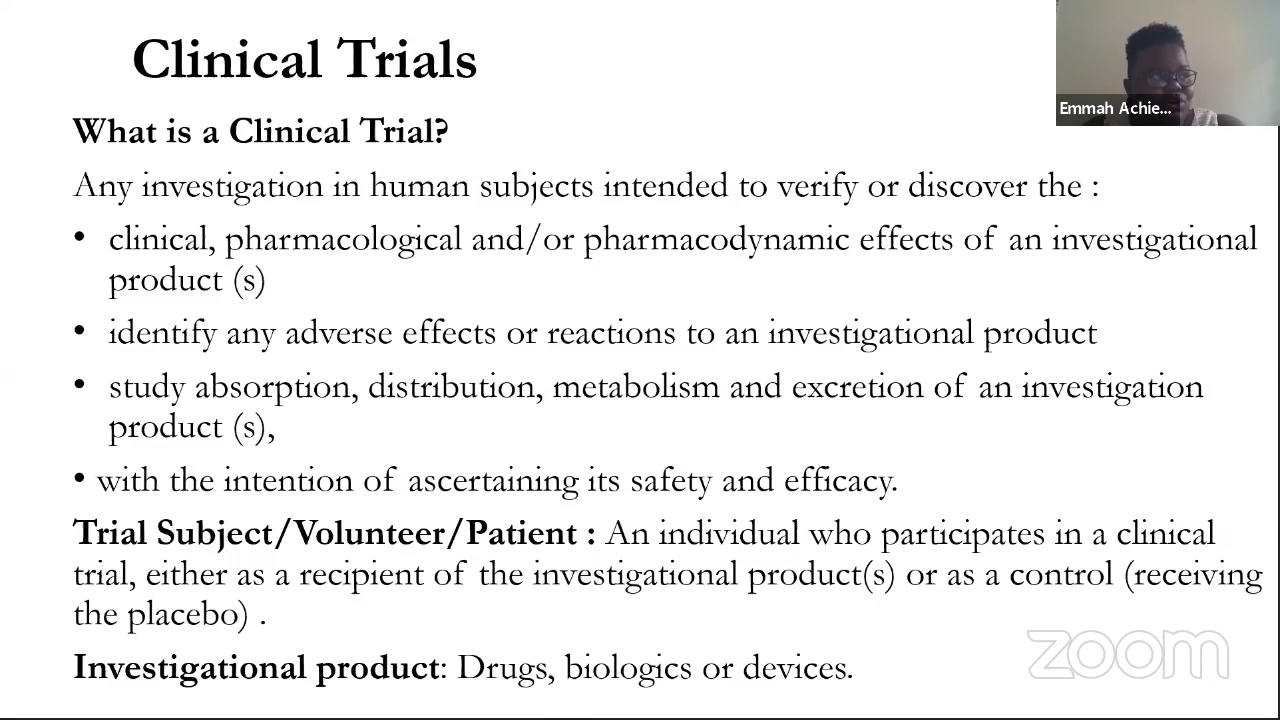 Clinical Trials
Emmah Achie...
What is a Clinical Trial?
Any investigation in human subjects intended to verify or discover the :
• clinical, pharmacological and/or pharmacodynamic effects of an investigational
product (s)
• identify any adverse effects or reactions to an investigational product
• study absorption, distribution, metabolism and excretion of an investigation
product (s),
• with the intention of ascertaining its safety and efficacy.
Trial Subject/Volunteer/Patient : An individual who participates in a clinical
trial, either as a recipient of the investigational product(s) or as a control (receiving
the placebo) .
Investigational product: Drugs, biologics or devices.
zoom